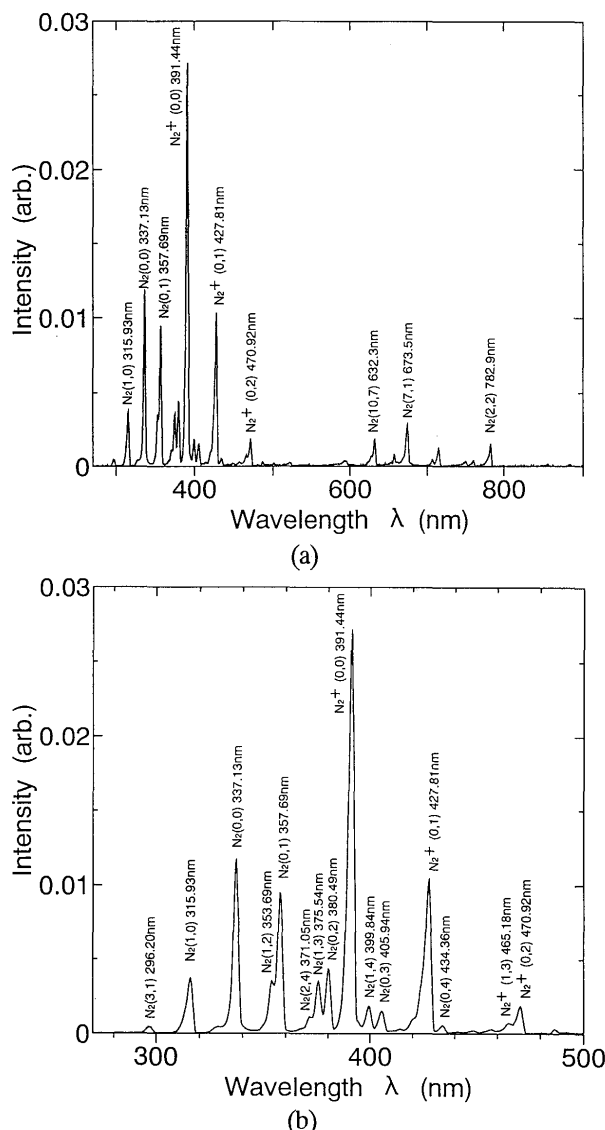 0.03
0.02
0.01
0
Intensity (arb.)
N2(1,0) 315.93nm
N2(0,0) 337.13nm
N2(0,1) 357.69nm
N2+ (0,0) 391.44nm
N2+ (0,1) 427.81nm
N2+ (0,2) 470.92nm
N2(10,7) 632.3nm
N2(7,1) 673.5nm
N2(2,2) 782.9nm
400 600 800
Wavelength λ (nm)
(a)
0.03
0.02
0.01
0
Intensity (arb.)
N2(3,1) 296.20nm
N2(1,0) 315.93nm
N2(0,0) 337.13nm
N2(1,2) 353.69nm
N2(0,1) 357.69nm
N2(2,4) 371.05nm
N2(1,3) 375.54nm
N2(0,2) 380.49nm
N2+ (0,0) 391.44nm
N2(1,4) 399.84nm
N2(0,3) 405.94nm
N2+ (0,1) 427.81nm
N2(0,4) 434.36nm
N2+ (1,3) 465.18nm
N2+ (0,2) 470.92nm
300 400 500
Wavelength λ (nm)
(b)